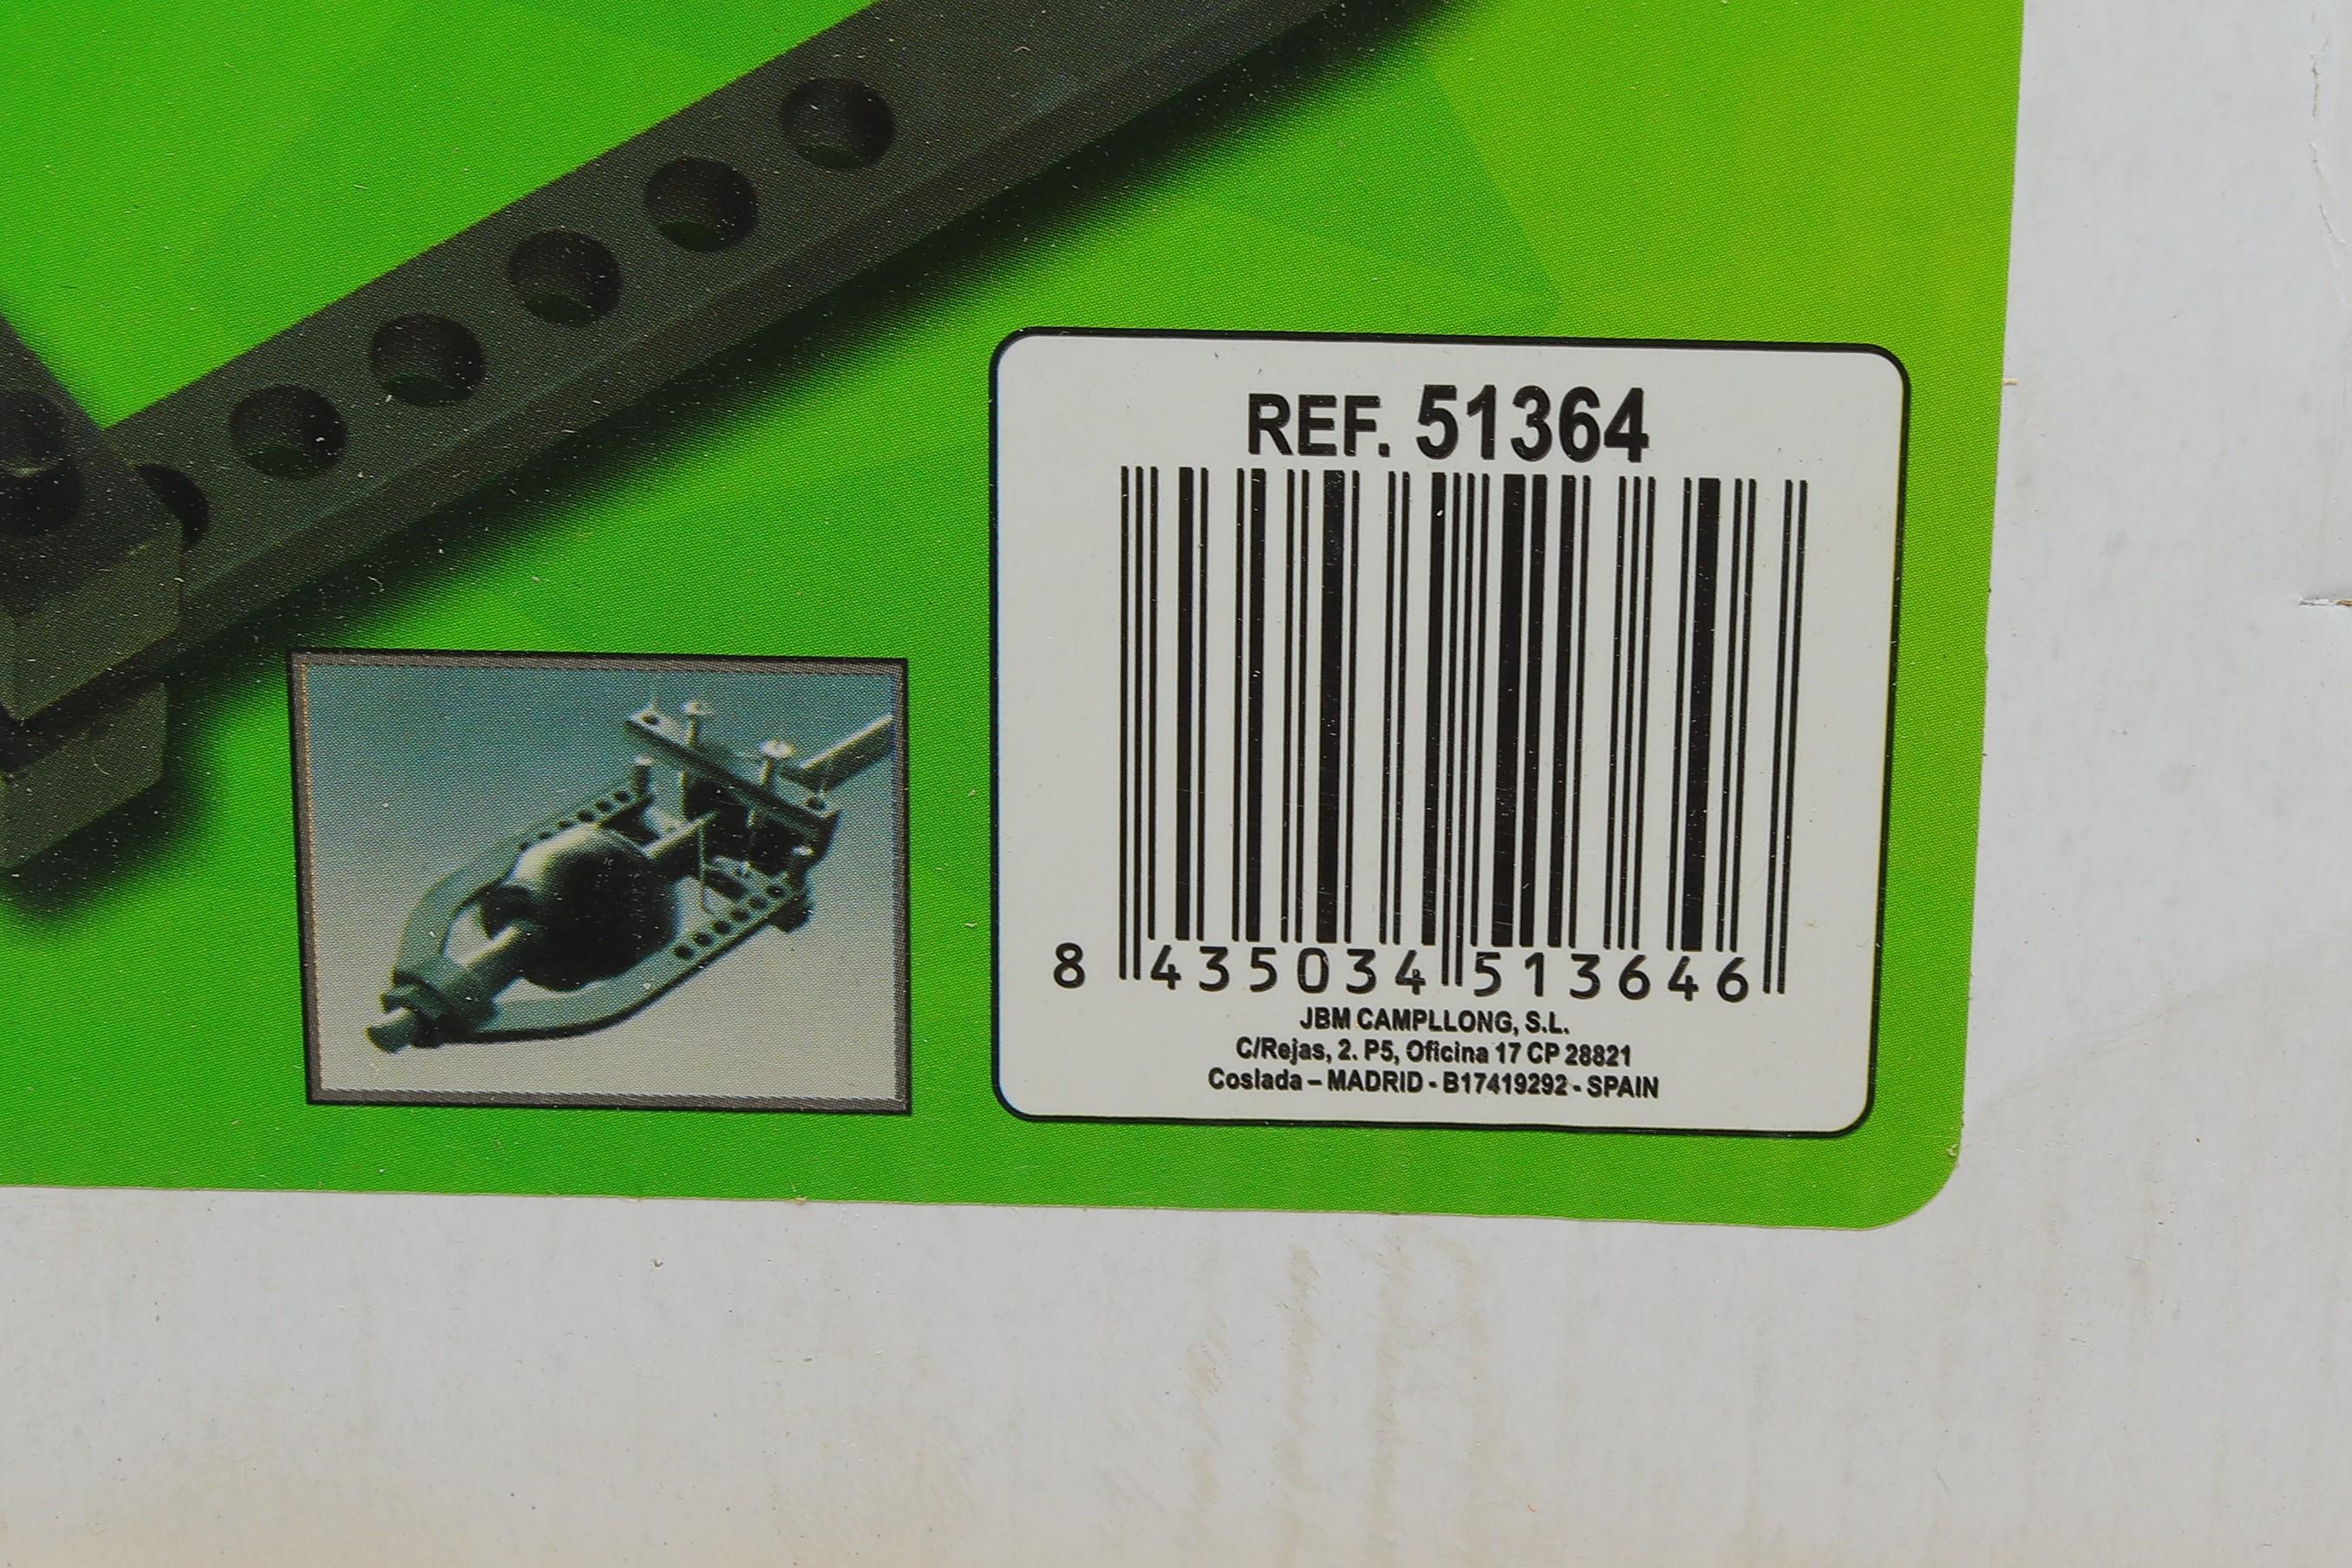 REF. 51364
8 435034 513646
JBM CAMPLLONG, S.L.
C/Rejas, 2. P5, Oficina 17 CP 28821
Coslada – MADRID - B17419292 - SPAIN